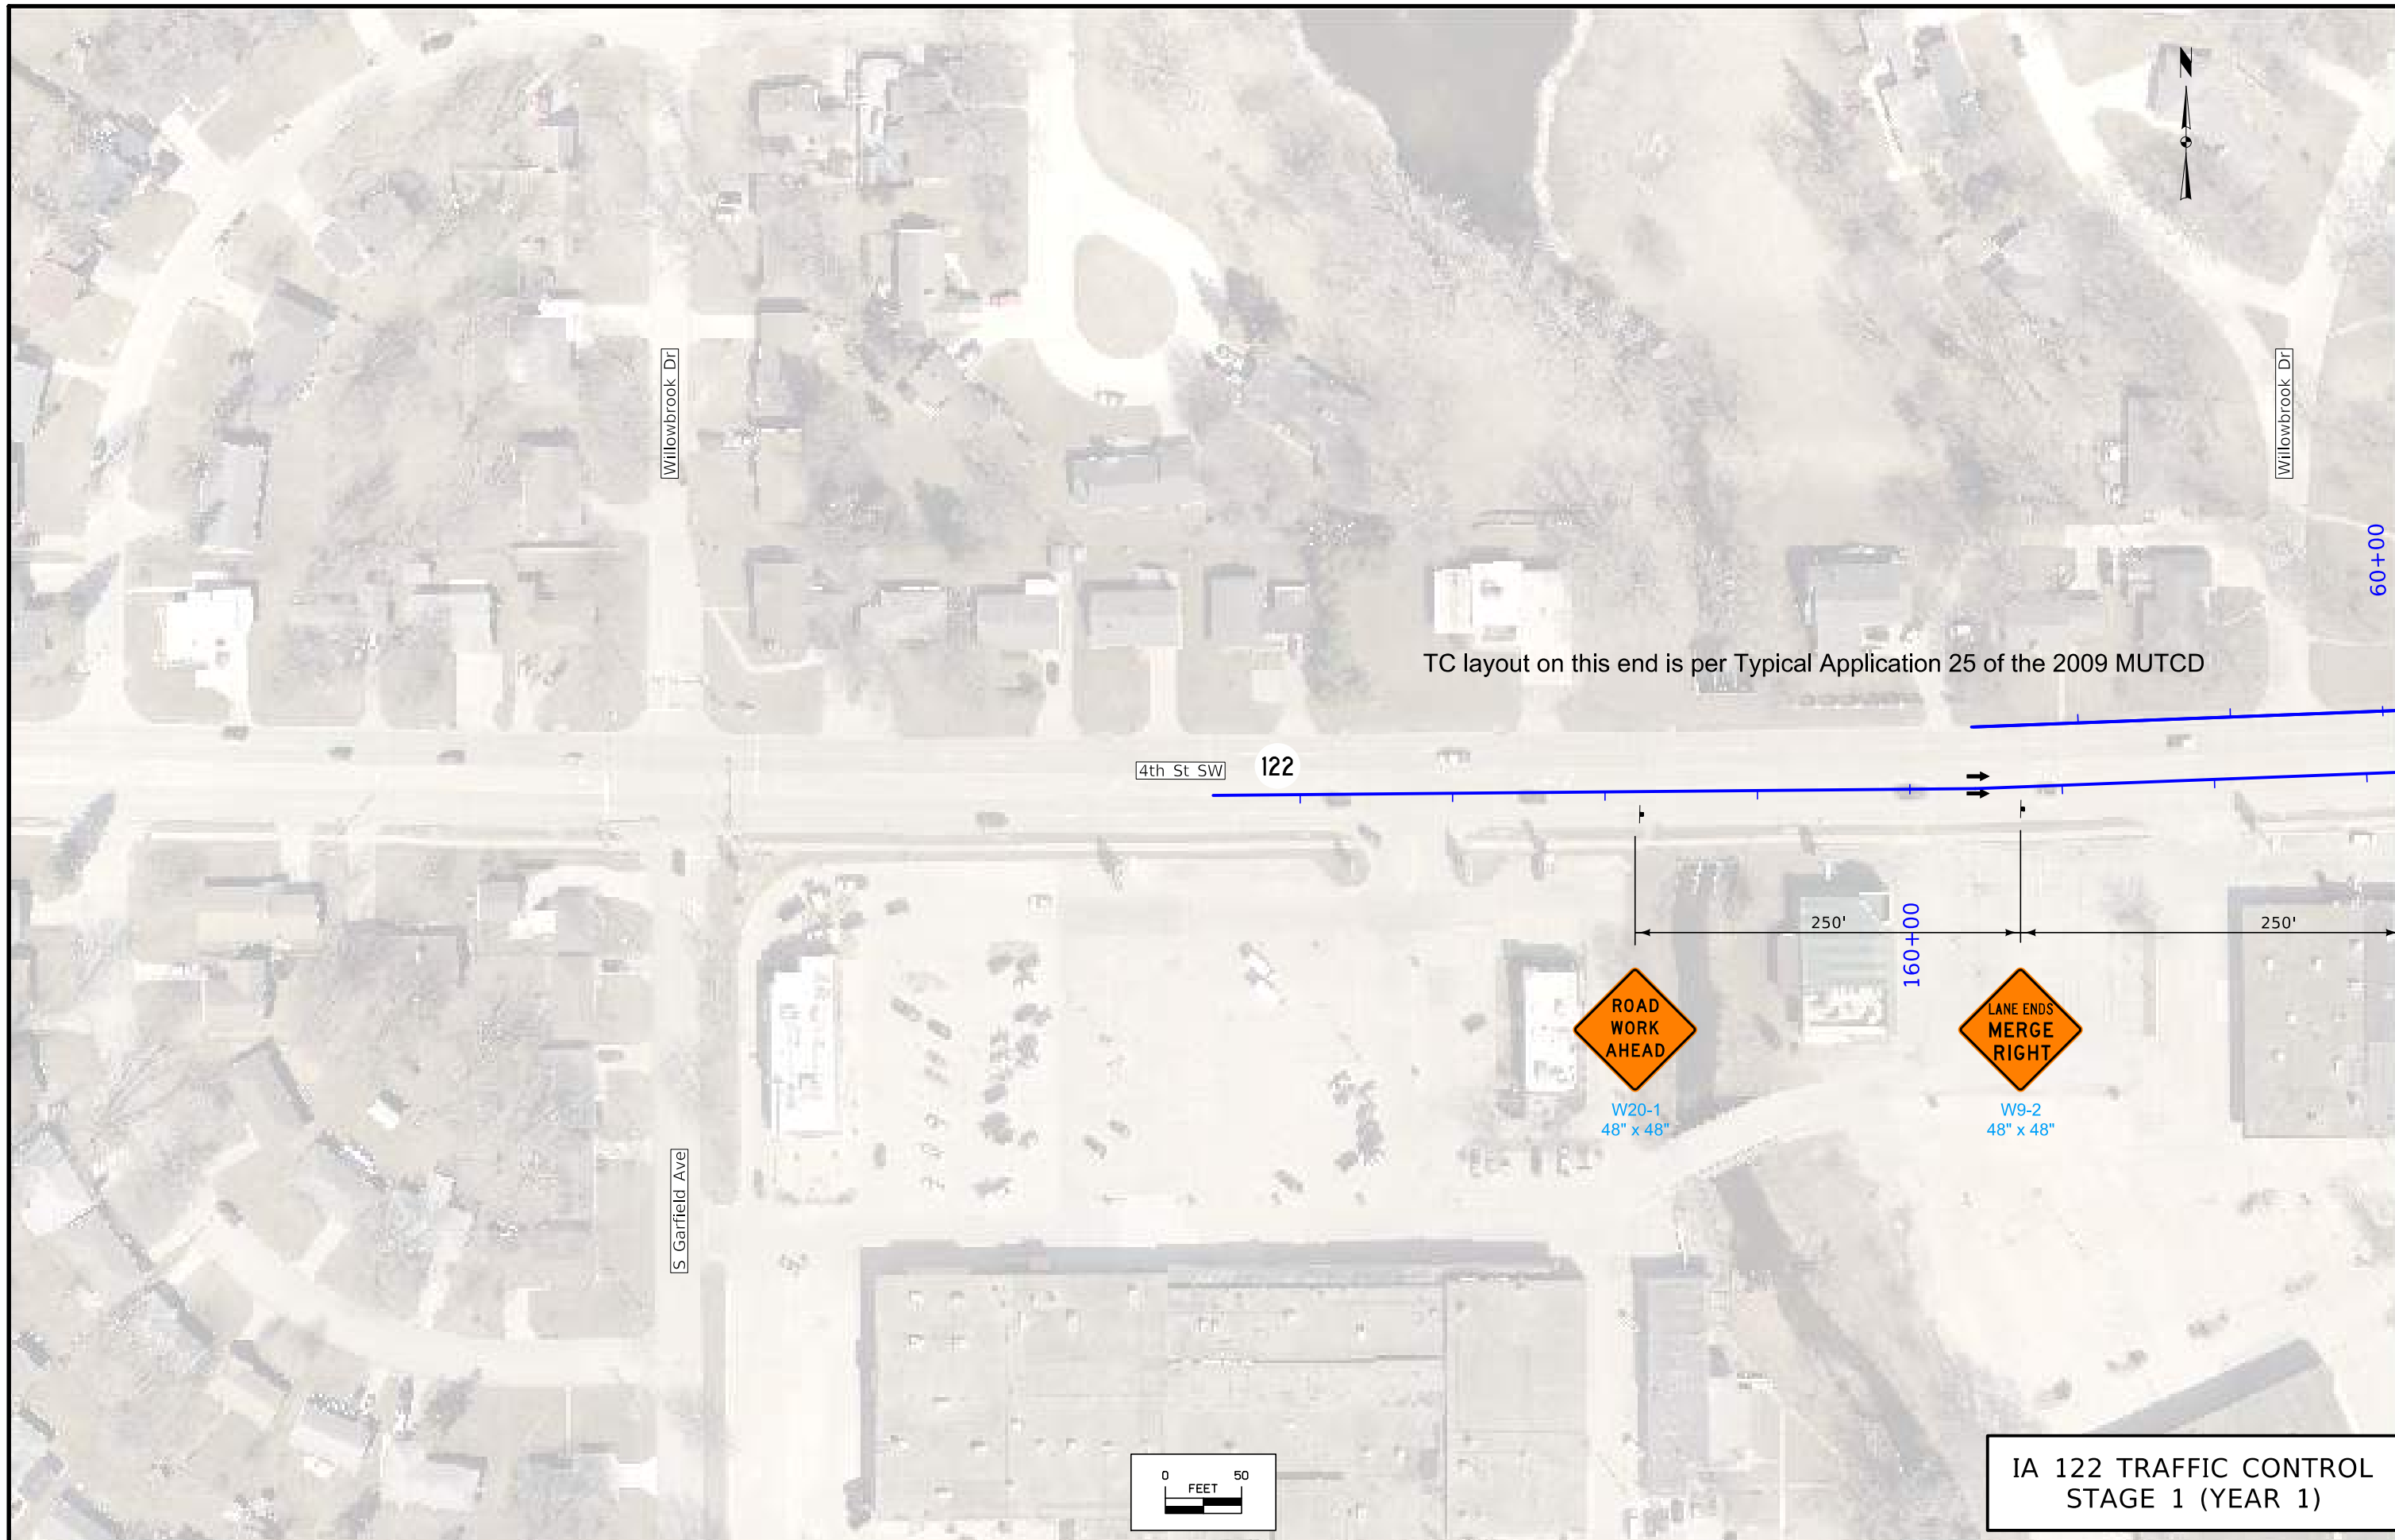 N
Willowbrook Dr
Willowbrook Dr
60+00
TC layout on this end is per Typical Application 25 of the 2009 MUTCD
4th St SW
122
250'
250'
160+00
ROAD
WORK
AHEAD
W20-1
48" x 48"
LANE ENDS
MERGE
RIGHT
W9-2
48" x 48"
S Garfield Ave
0 50
FEET
IA 122 TRAFFIC CONTROL
STAGE 1 (YEAR 1)